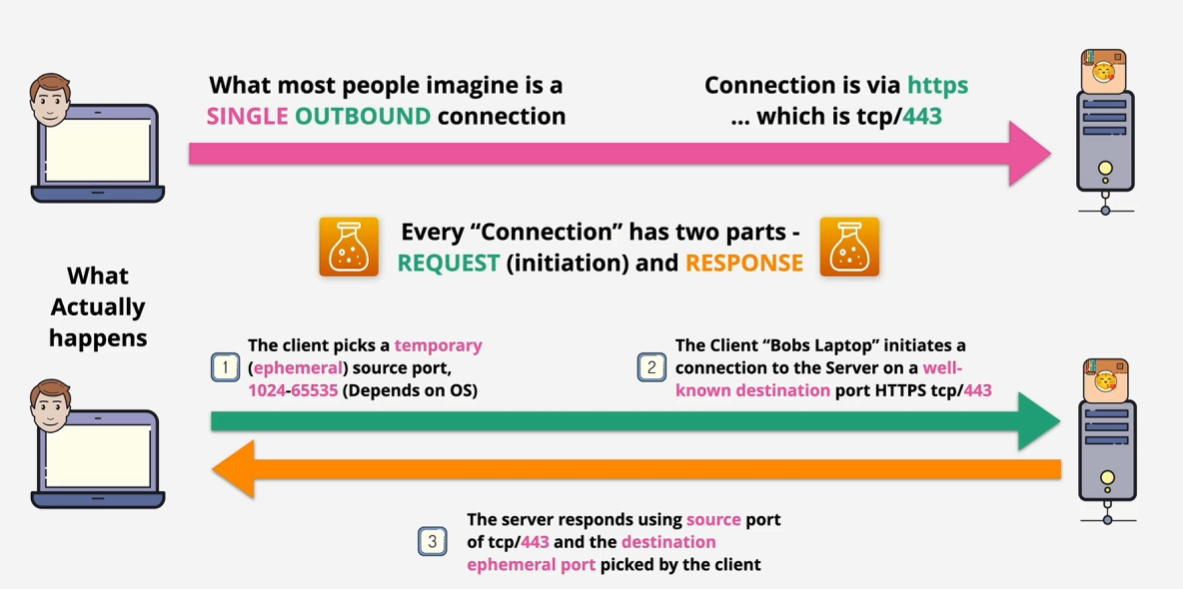 What most people imagine is a
SINGLE OUTBOUND connection
Connection is via https
... which is tcp/443
Every “Connection” has two parts -
REQUEST (initiation) and RESPONSE
What
Actually
happens
1
The client picks a temporary
(ephemeral) source port,
1024-65535 (Depends on OS)
2
The Client “Bobs Laptop” initiates a
connection to the Server on a well-
known destination port HTTPS tcp/443
3
The server responds using source port
of tcp/443 and the destination
ephemeral port picked by the client